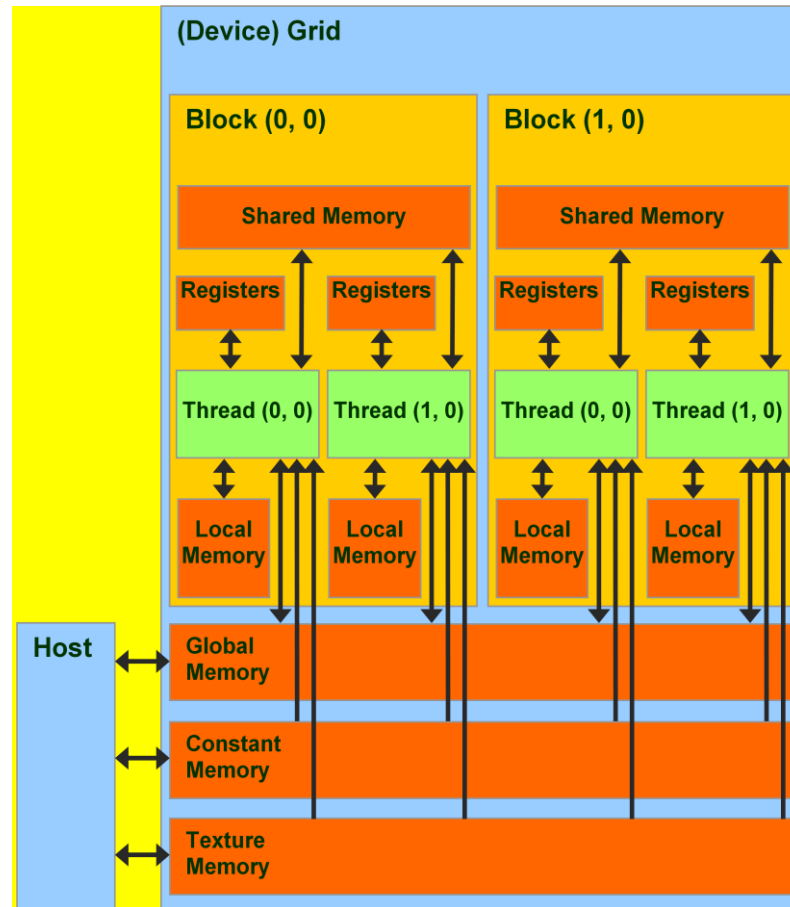 (Device) Grid
Block (0, 0)
Block (1, 0)
Shared Memory
Shared Memory
Registers
Registers
Registers
Registers
Thread (0, 0)
Thread (1, 0)
Thread (0, 0)
Thread (1, 0)
Local
Memory
Local
Memory
Local
Memory
Local
Memory
Host
Global
Memory
Constant
Memory
Texture
Memory